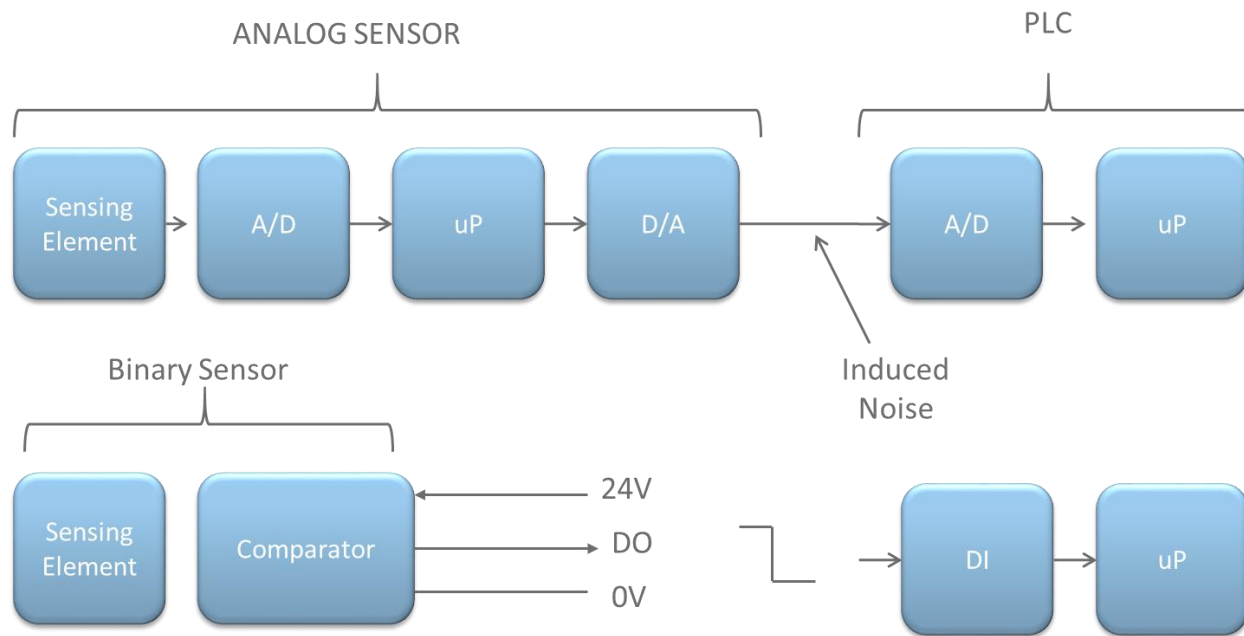 ANALOG SENSOR
PLC
Sensing
Element
A/D
uP
D/A
A/D
uP
Induced
Noise
Binary Sensor
Sensing
Element
Comparator
24V
DO
0V
DI
uP